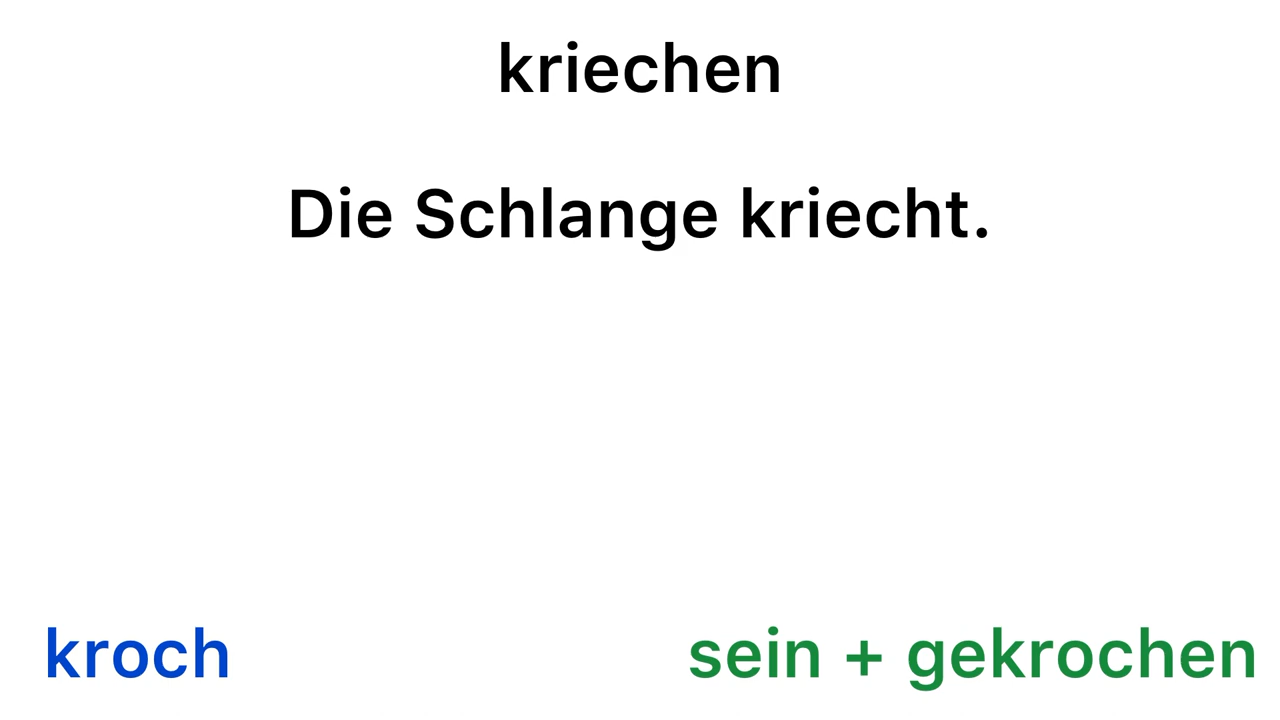 kriechen
Die Schlange kriecht.
kroch
sein + gekrochen